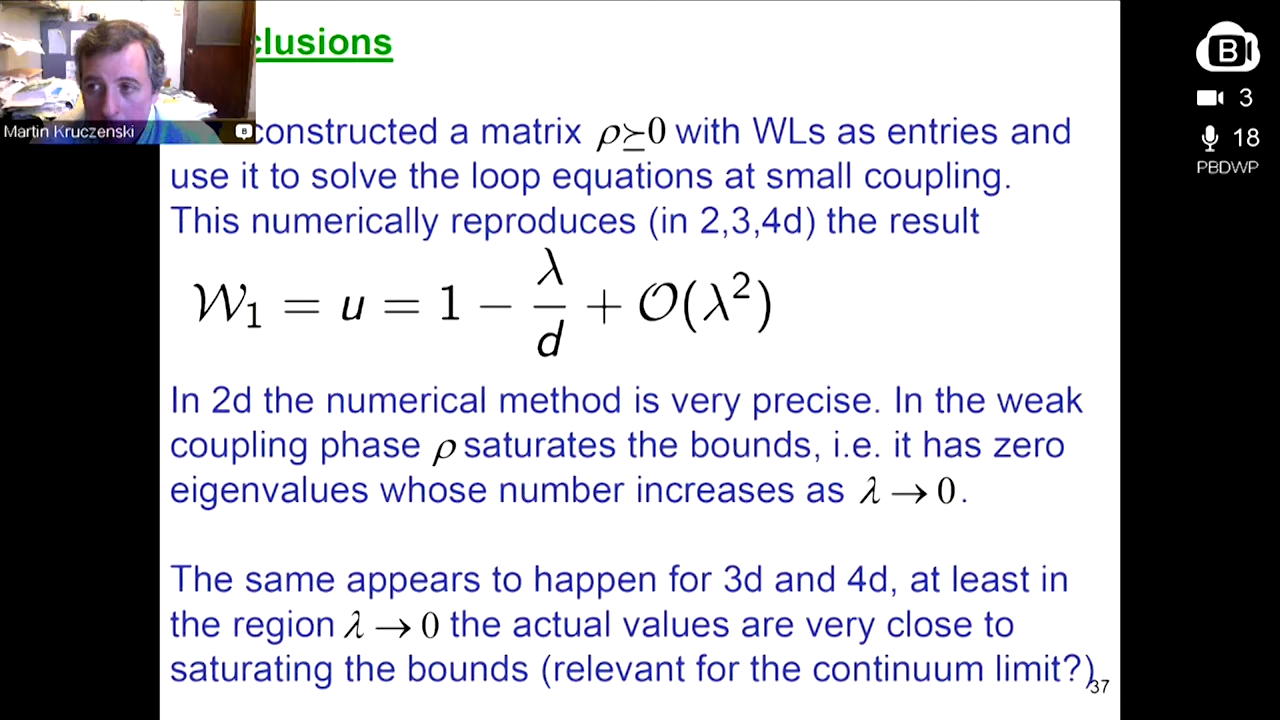 clusions
Martin Kruczenski
B
B
3
18
PBDWP
constructed a matrix ρ⪰0 with WLs as entries and
use it to solve the loop equations at small coupling.
This numerically reproduces (in 2,3,4d) the result
𝒲₁ = u = 1 − λ/d + 𝒪(λ²)
In 2d the numerical method is very precise. In the weak
coupling phase ρ saturates the bounds, i.e. it has zero
eigenvalues whose number increases as λ → 0.
The same appears to happen for 3d and 4d, at least in
the region λ → 0 the actual values are very close to
saturating the bounds (relevant for the continuum limit?)
37